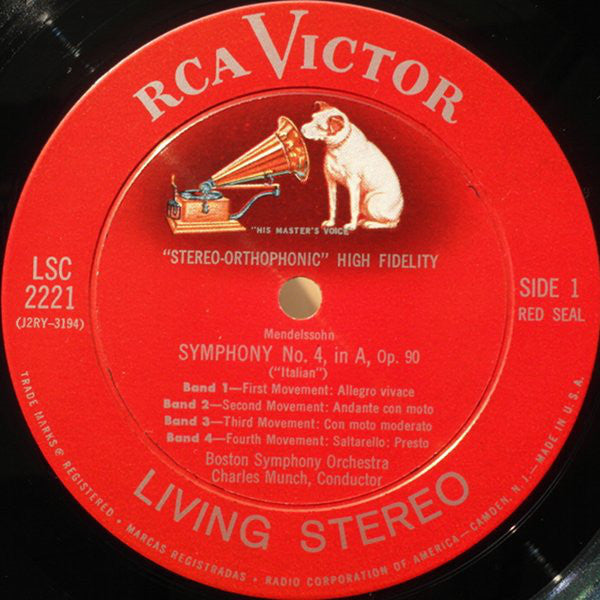 RCA VICTOR
"HIS MASTER'S VOICE"
"STEREO-ORTHOPHONIC" HIGH FIDELITY
LSC
2221
(J2RY-3194)
SIDE 1
RED SEAL
Mendelssohn
SYMPHONY No. 4, in A, Op. 90
("Italian")
Band 1—First Movement: Allegro vivace
Band 2—Second Movement: Andante con moto
Band 3—Third Movement: Con moto moderato
Band 4—Fourth Movement: Saltarello: Presto
Boston Symphony Orchestra
Charles Munch, Conductor
LIVING STEREO
TRADE MARKS ® REGISTERED • MARCAS REGISTRADAS • RADIO CORPORATION OF AMERICA—CAMDEN, N. J.—MADE IN U.S.A.